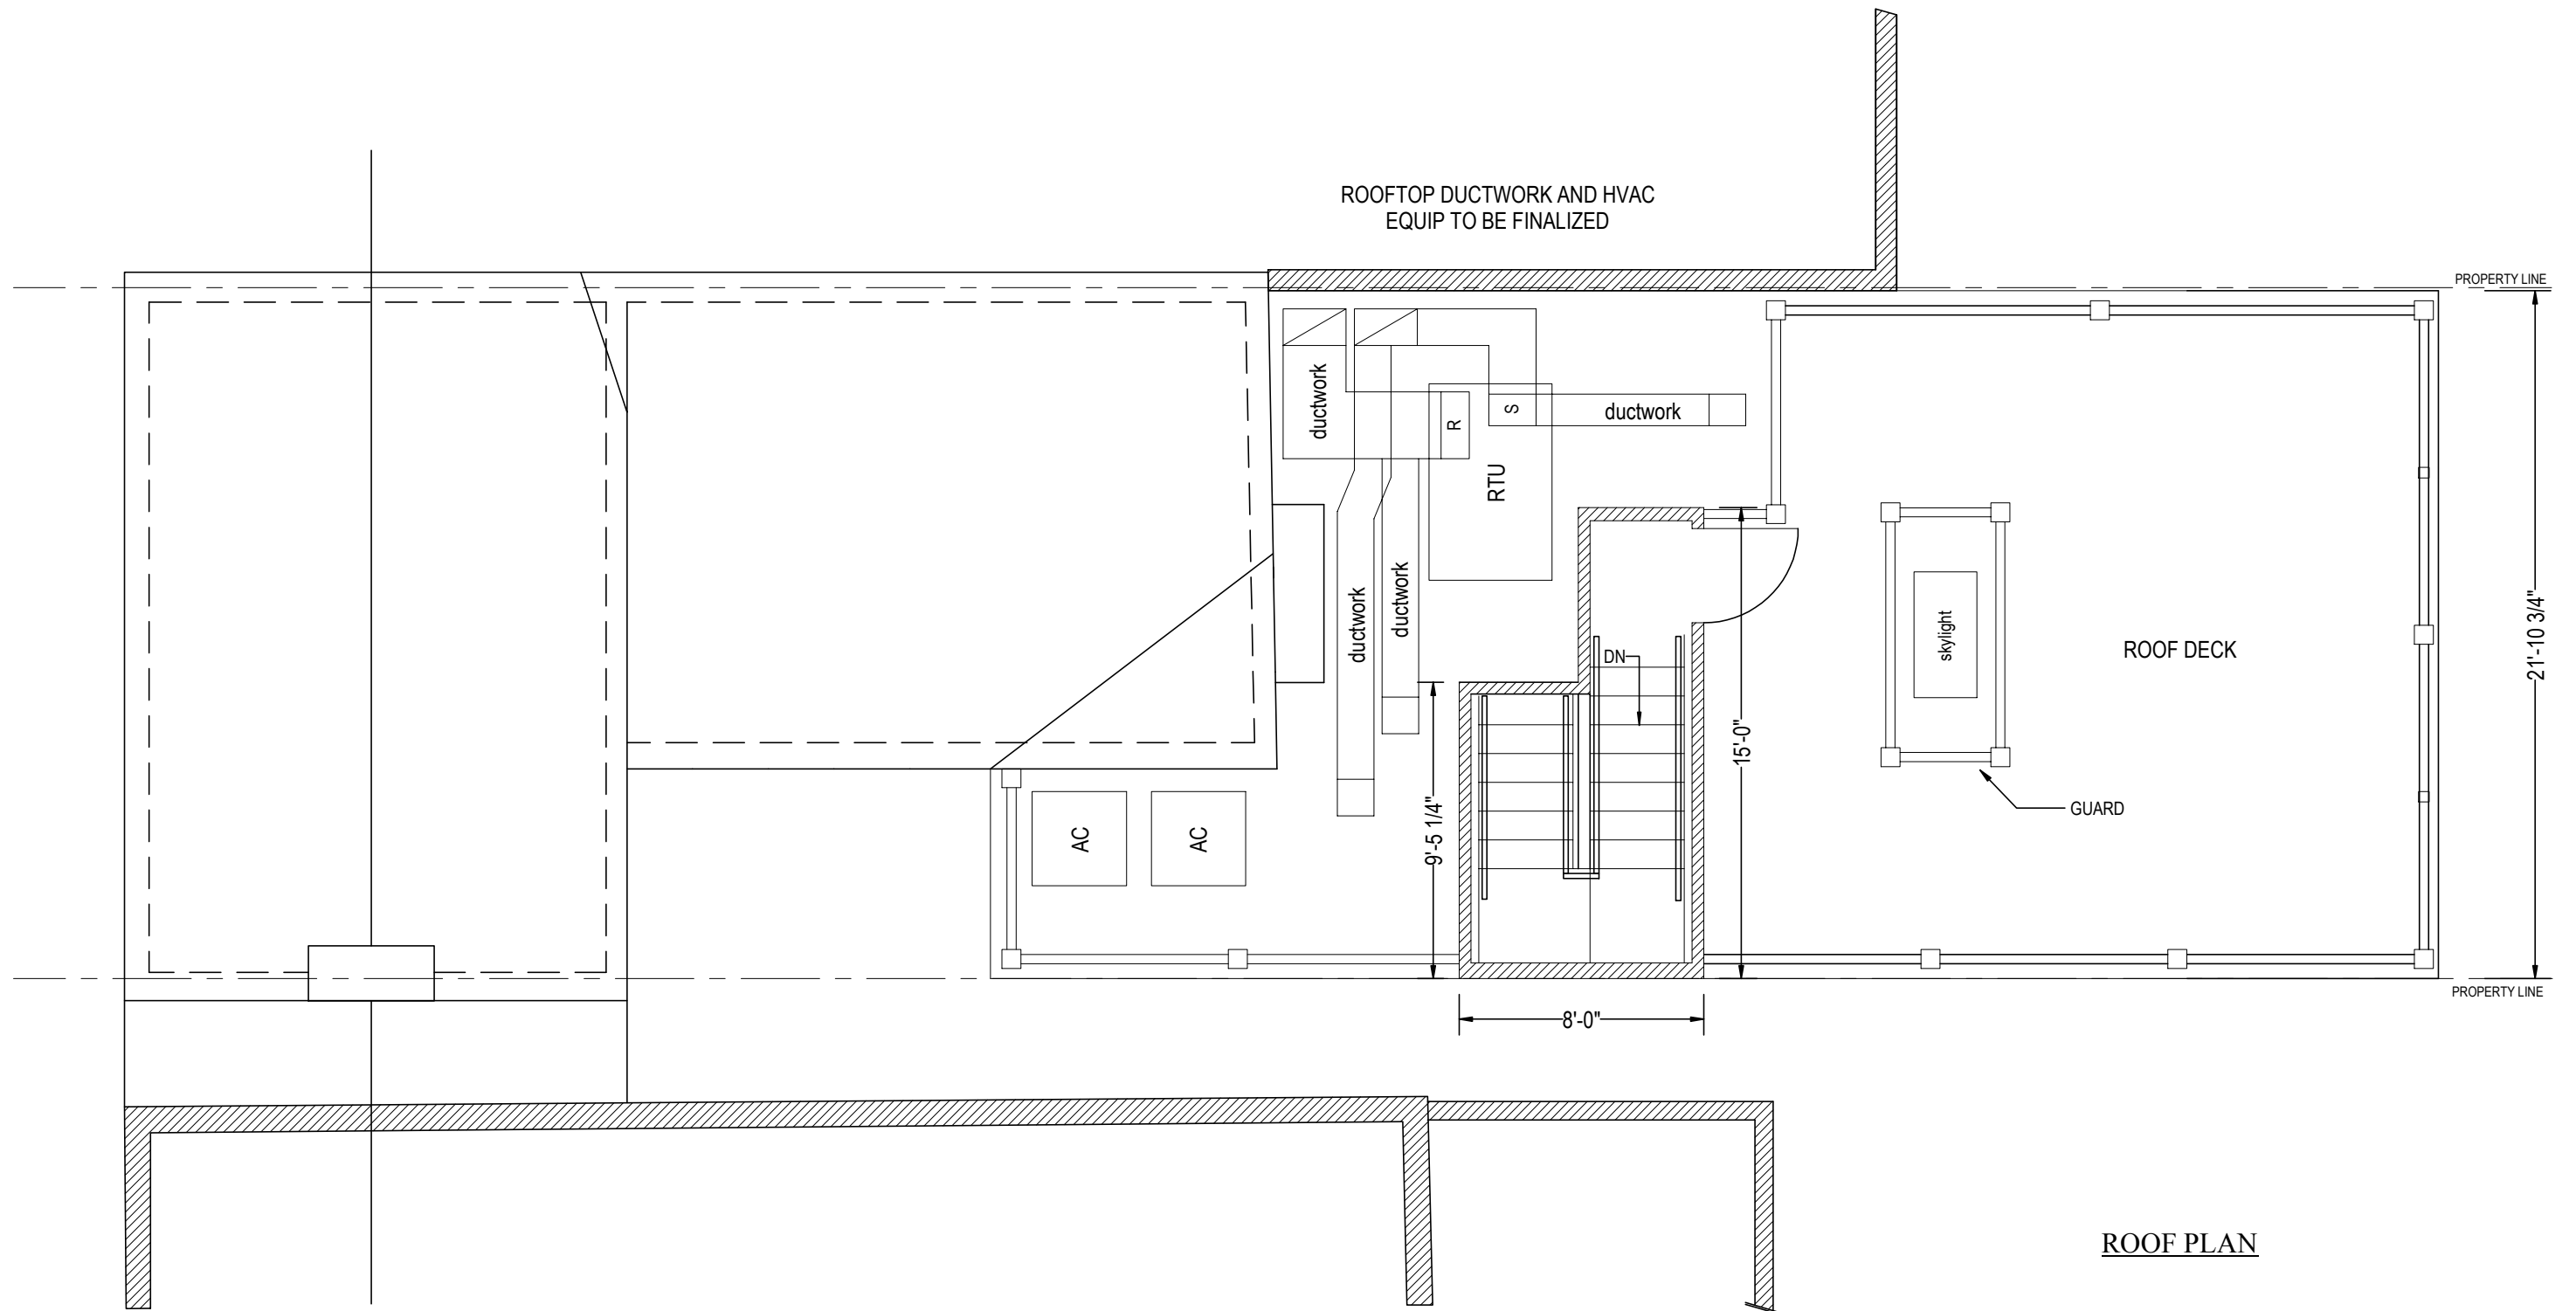 ROOFTOP DUCTWORK AND HVAC
EQUIP TO BE FINALIZED
PROPERTY LINE
ductwork
R
S
ductwork
RTU
ductwork
ductwork
DN
skylight
ROOF DECK
21'-10 3/4"
15'-0"
9'-5 1/4"
GUARD
AC
AC
PROPERTY LINE
8'-0"
ROOF PLAN